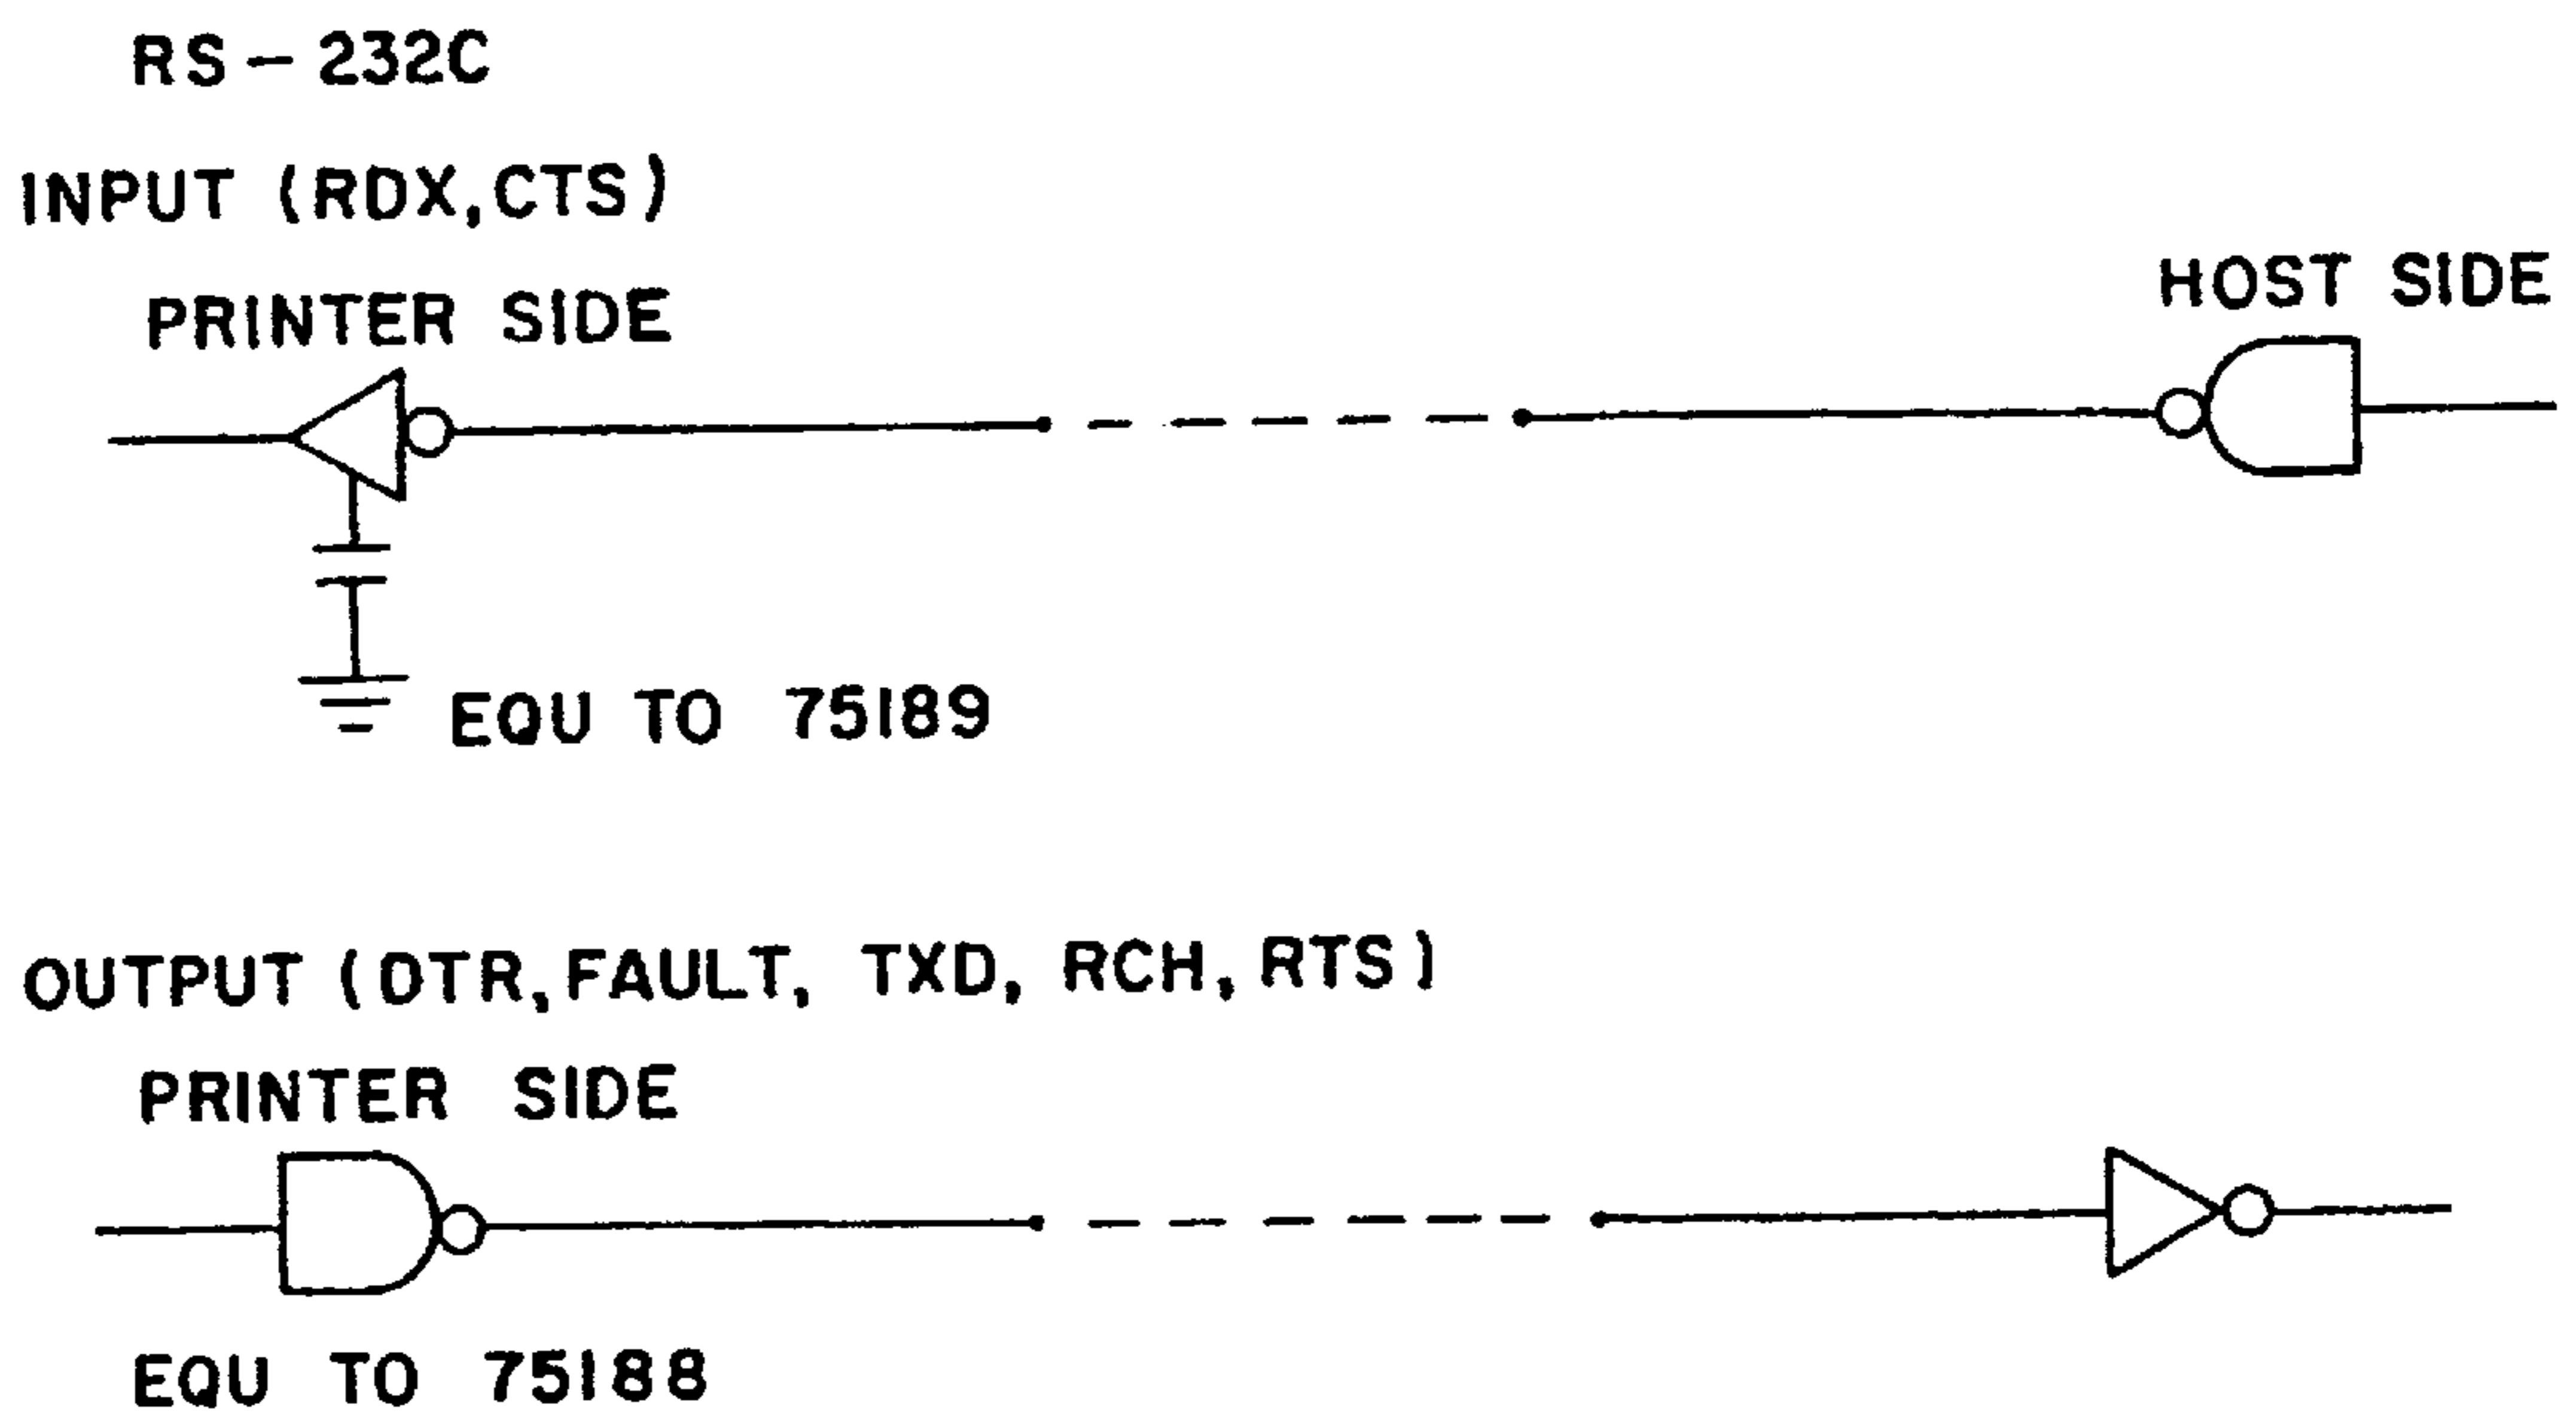 RS-232C
INPUT (RDX,CTS)
PRINTER SIDE
HOST SIDE
EQU TO 75189
OUTPUT (DTR,FAULT, TXD, RCH,RTS)
PRINTER SIDE
EQU TO 75188